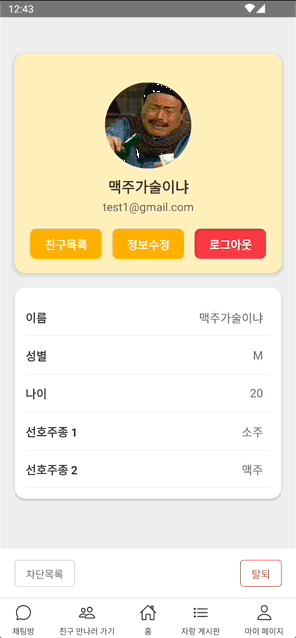 12:43
맥주가술이냐
test1@gmail.com
친구목록 정보수정 로그아웃
이름 맥주가술이냐
성별 M
나이 20
선호주종 1 소주
선호주종 2 맥주
차단목록 탈퇴
채팅방 친구 만나러 가기 홈 자랑 게시판 마이 페이지